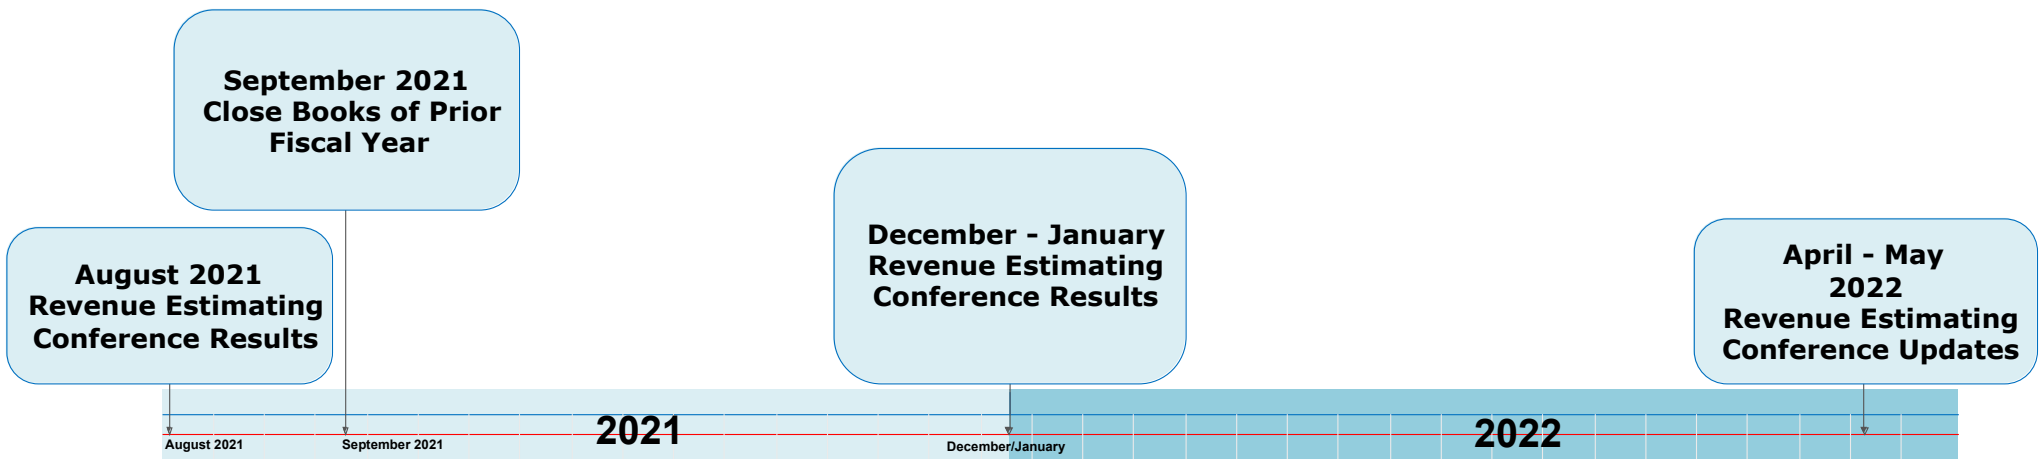 September 2021
Close Books of Prior
Fiscal Year
August 2021
Revenue Estimating
Conference Results
December - January
Revenue Estimating
Conference Results
April - May
2022
Revenue Estimating
Conference Updates
2021
2022
August 2021
September 2021
December/January